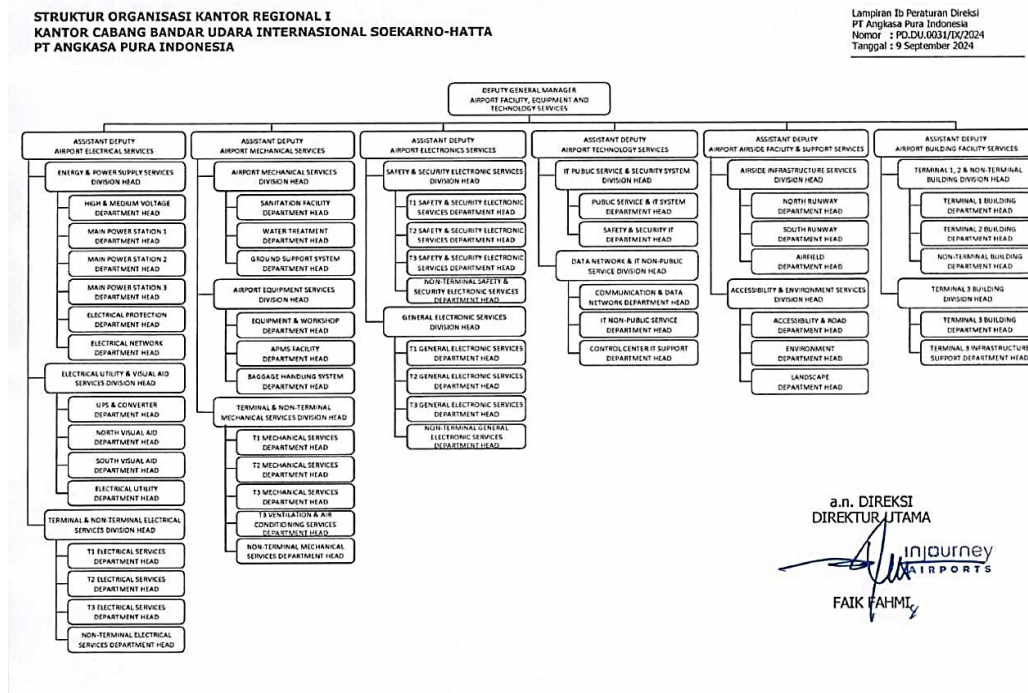 STRUKTUR ORGANISASI KANTOR REGIONAL I
KANTOR CABANG BANDAR UDARA INTERNASIONAL SOEKARNO-HATTA
PT ANGKASA PURA INDONESIA
Lampiran Ib Peraturan Direksi
PT Angkasa Pura Indonesia
Nomor : PD.DU.0031/IX/2024
Tanggal : 9 September 2024
DEPUTY GENERAL MANAGER
AIRPORT FACILITY, EQUIPMENT AND
TECHNOLOGY SERVICES
ASSISTANT DEPUTY
AIRPORT ELECTRICAL SERVICES
ENERGY & POWER SUPPLY SERVICES
DIVISION HEAD
HIGH & MEDIUM VOLTAGE
DEPARTMENT HEAD
MAIN POWER STATION 1
DEPARTMENT HEAD
MAIN POWER STATION 2
DEPARTMENT HEAD
MAIN POWER STATION 3
DEPARTMENT HEAD
ELECTRICAL PROTECTION
DEPARTMENT HEAD
ELECTRICAL NETWORK
DEPARTMENT HEAD
ELECTRICAL UTILITY & VISUAL AID
SERVICES DIVISION HEAD
UPS & CONVERTER
DEPARTMENT HEAD
NORTH VISUAL AID
DEPARTMENT HEAD
SOUTH VISUAL AID
DEPARTMENT HEAD
ELECTRICAL UTILITY
DEPARTMENT HEAD
TERMINAL & NON-TERMINAL ELECTRICAL
SERVICES DIVISION HEAD
T1 ELECTRICAL SERVICES
DEPARTMENT HEAD
T2 ELECTRICAL SERVICES
DEPARTMENT HEAD
T3 ELECTRICAL SERVICES
DEPARTMENT HEAD
NON-TERMINAL ELECTRICAL
SERVICES DEPARTMENT HEAD
ASSISTANT DEPUTY
AIRPORT MECHANICAL SERVICES
AIRPORT MECHANICAL SERVICES
DIVISION HEAD
SANITATION FACILITY
DEPARTMENT HEAD
WATER TREATMENT
DEPARTMENT HEAD
GROUND SUPPORT SYSTEM
DEPARTMENT HEAD
AIRPORT EQUIPMENT SERVICES
DIVISION HEAD
EQUIPMENT & WORKSHOP
DEPARTMENT HEAD
APMS FACILITY
DEPARTMENT HEAD
BAGGAGE HANDLING SYSTEM
DEPARTMENT HEAD
TERMINAL & NON-TERMINAL
MECHANICAL SERVICES DIVISION HEAD
T1 MECHANICAL SERVICES
DEPARTMENT HEAD
T2 MECHANICAL SERVICES
DEPARTMENT HEAD
T3 MECHANICAL SERVICES
DEPARTMENT HEAD
T3 VENTILATION & AIR
CONDITIONING SERVICES
DEPARTMENT HEAD
NON-TERMINAL MECHANICAL
SERVICES DEPARTMENT HEAD
ASSISTANT DEPUTY
AIRPORT ELECTRONICS SERVICES
SAFETY & SECURITY ELECTRONIC SERVICES
DIVISION HEAD
T1 SAFETY & SECURITY ELECTRONIC
SERVICES DEPARTMENT HEAD
T2 SAFETY & SECURITY ELECTRONIC
SERVICES DEPARTMENT HEAD
T3 SAFETY & SECURITY ELECTRONIC
SERVICES DEPARTMENT HEAD
NON-TERMINAL SAFETY &
SECURITY ELECTRONIC SERVICES
DEPARTMENT HEAD
GENERAL ELECTRONIC SERVICES
DIVISION HEAD
T1 GENERAL ELECTRONIC SERVICES
DEPARTMENT HEAD
T2 GENERAL ELECTRONIC SERVICES
DEPARTMENT HEAD
T3 GENERAL ELECTRONIC SERVICES
DEPARTMENT HEAD
NON-TERMINAL GENERAL
ELECTRONIC SERVICES
DEPARTMENT HEAD
ASSISTANT DEPUTY
AIRPORT TECHNOLOGY SERVICES
IT PUBLIC SERVICE & SECURITY SYSTEM
DIVISION HEAD
PUBLIC SERVICE & IT SYSTEM
DEPARTMENT HEAD
SAFETY & SECURITY IT
DEPARTMENT HEAD
DATA NETWORK & IT NON-PUBLIC
SERVICE DIVISION HEAD
COMMUNICATION & DATA
NETWORK DEPARTMENT HEAD
IT NON-PUBLIC SERVICE
DEPARTMENT HEAD
CONTROL CENTER IT SUPPORT
DEPARTMENT HEAD
ASSISTANT DEPUTY
AIRPORT AIRSIDE FACILITY & SUPPORT SERVICES
AIRSIDE INFRASTRUCTURE SERVICES
DIVISION HEAD
NORTH RUNWAY
DEPARTMENT HEAD
SOUTH RUNWAY
DEPARTMENT HEAD
AIRFIELD
DEPARTMENT HEAD
ACCESSIBILITY & ENVIRONMENT SERVICES
DIVISION HEAD
ACCESSIBILITY & ROAD
DEPARTMENT HEAD
ENVIRONMENT
DEPARTMENT HEAD
LANDSCAPE
DEPARTMENT HEAD
ASSISTANT DEPUTY
AIRPORT BUILDING FACILITY SERVICES
TERMINAL 1, 2 & NON-TERMINAL
BUILDING DIVISION HEAD
TERMINAL 1 BUILDING
DEPARTMENT HEAD
TERMINAL 2 BUILDING
DEPARTMENT HEAD
NON-TERMINAL BUILDING
DEPARTMENT HEAD
TERMINAL 3 BUILDING
DIVISION HEAD
TERMINAL 3 BUILDING
DEPARTMENT HEAD
TERMINAL 3 INFRASTRUCTURE
SUPPORT DEPARTMENT HEAD
a.n. DIREKSI
DIREKTUR UTAMA
injourney
AIRPORTS
FAIK FAHMI